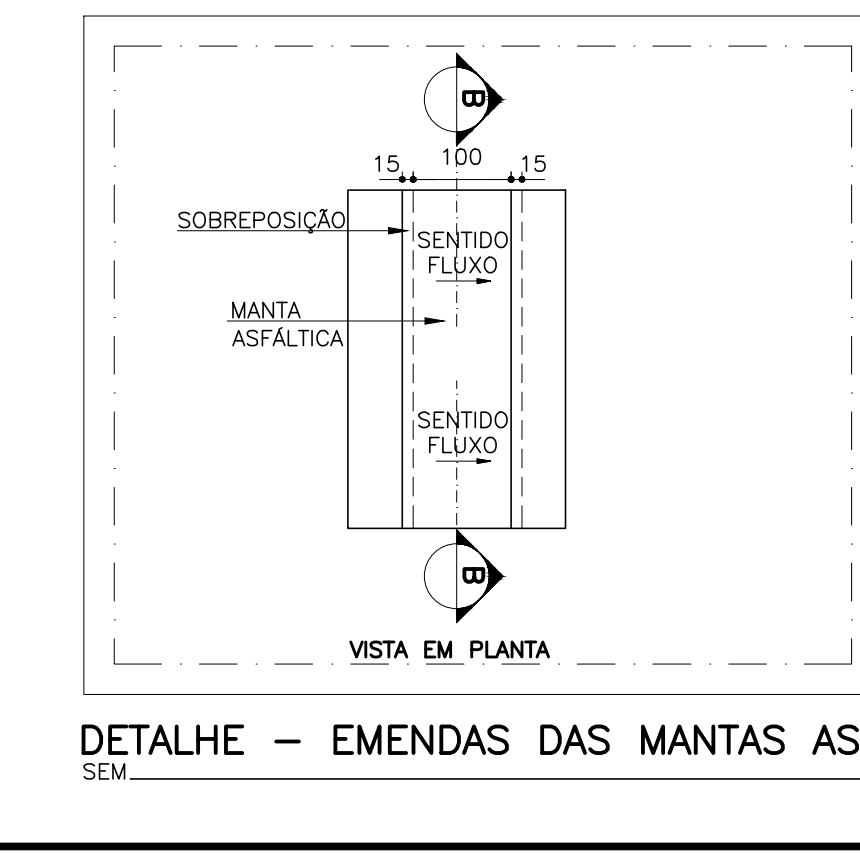 B
15 100 15
SOBREPOSIÇÃO
SENTIDO
FLUXO
MANTA
ASFÁLTICA
SENTIDO
FLUXO
B
VISTA EM PLANTA
DETALHE – EMENDAS DAS MANTAS AS
SEM